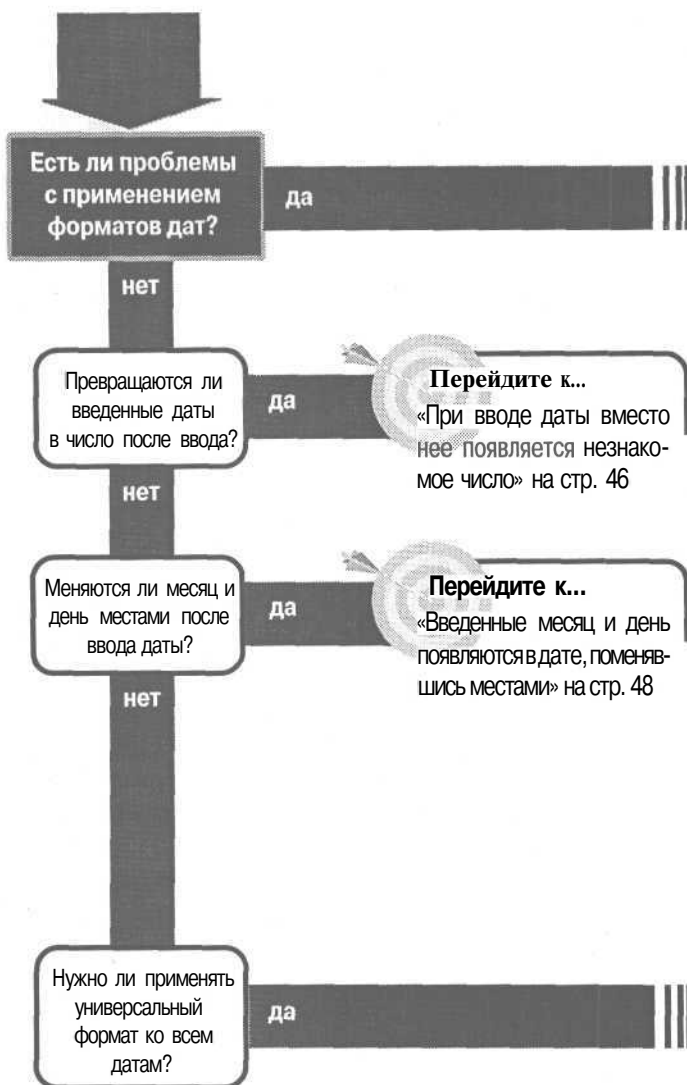 Есть ли проблемы
с применением
форматов дат?
да
нет
Превращаются ли
введенные даты
в число после ввода?
да
Перейдите к...
«При вводе даты вместо
нее появляется незнако-
мое число» на стр. 46
нет
Меняются ли месяц и
день местами после
ввода даты?
да
Перейдите к...
«Введенные месяц и день
появляются в дате, поменяв-
шись местами» на стр. 48
нет
Нужно ли применять
универсальный
формат ко всем
датам?
да